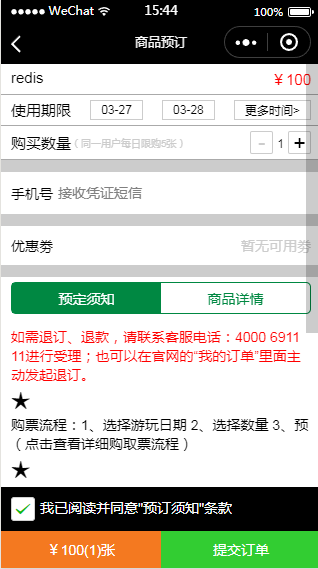 WeChat 15:44 100%
商品预订
redis ￥100
使用期限 03-27 03-28 更多时间>
购买数量(同一用户每日限购5张) - 1 +
手机号 接收凭证短信
优惠券 暂无可用券
预定须知 商品详情
如需退订、退款，请联系客服电话：4000 6911
11进行受理；也可以在官网的“我的订单”里面主
动发起退订。
★
购票流程：1、选择游玩日期 2、选择数量 3、预
（点击查看详细购取票流程）
★
我已阅读并同意"预订须知"条款
￥100(1)张 提交订单